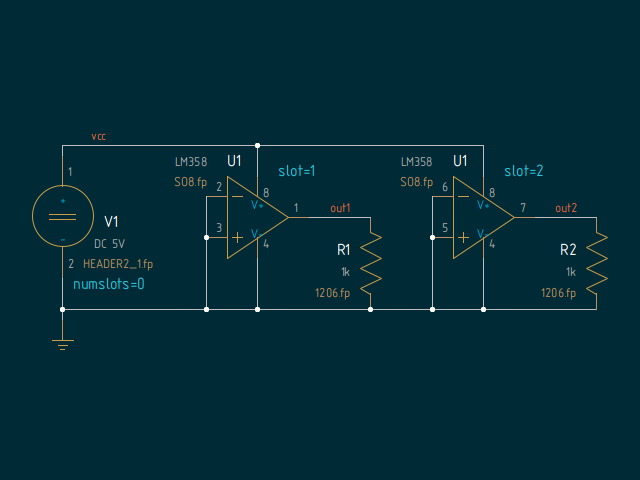 vcc
1
+
-
V1
DC 5V
2 HEADER2_1.fp
numslots=0
LM358 U1
SO8.fp
slot=1
2
8
V+
3
V-
4
1
out1
R1
1k
1206.fp
LM358 U1
SO8.fp
slot=2
6
8
V+
5
V-
4
7
out2
R2
1k
1206.fp